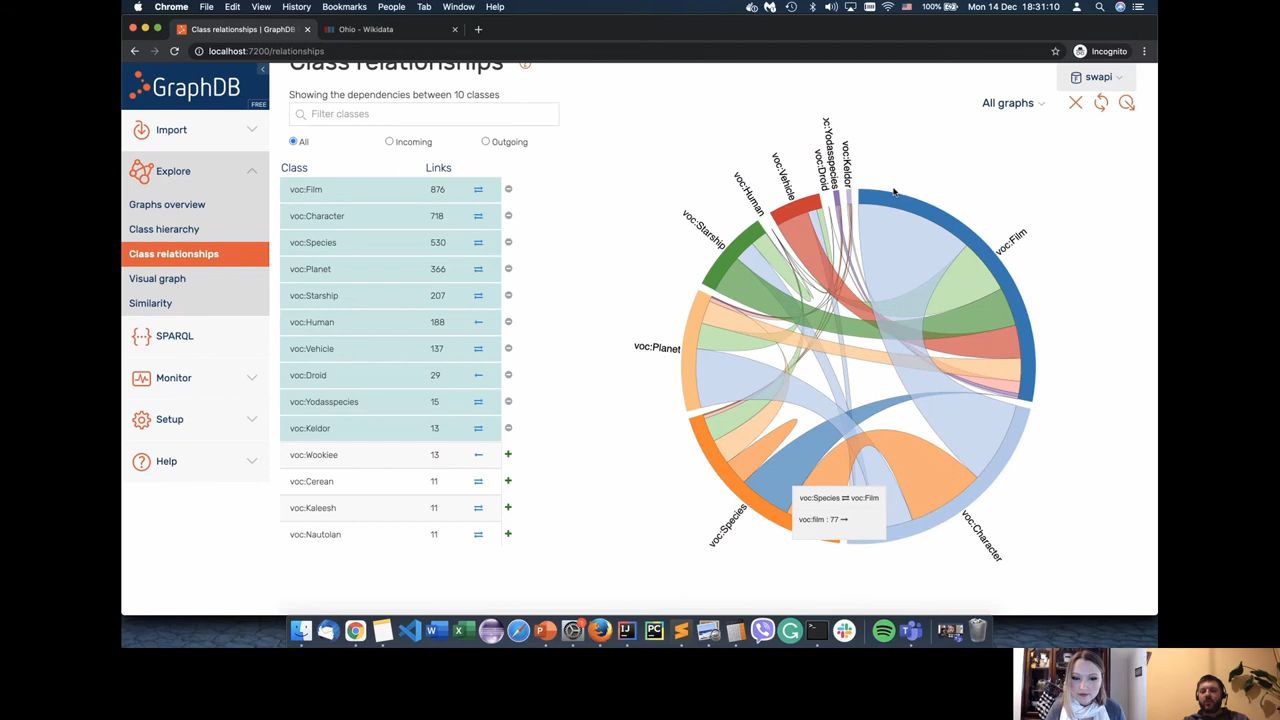 Chrome File Edit View History Bookmarks People Tab Window Help
100% Mon 14 Dec 18:31:10
Class relationships | GraphDB
Ohio - Wikidata
localhost:7200/relationships
Incognito
GraphDB
FREE
Import
Explore
Graphs overview
Class hierarchy
Class relationships
Visual graph
Similarity
SPARQL
Monitor
Setup
Help
Class relationships
swapi
Showing the dependencies between 10 classes
Filter classes
All graphs
All Incoming Outgoing
Class Links
voc:Film 876
voc:Character 718
voc:Species 530
voc:Planet 366
voc:Starship 207
voc:Human 188
voc:Vehicle 137
voc:Droid 29
voc:Yodasspecies 15
voc:Keldor 13
voc:Wookiee 13
voc:Cerean 11
voc:Kaleesh 11
voc:Nautolan 11
voc:Film
voc:Character
voc:Species
voc:Planet
voc:Starship
voc:Human
voc:Vehicle
voc:Droid
oc:Yodasspecies
voc:Keldor
voc:Species ⇄ voc:Film
voc:film : 77 →